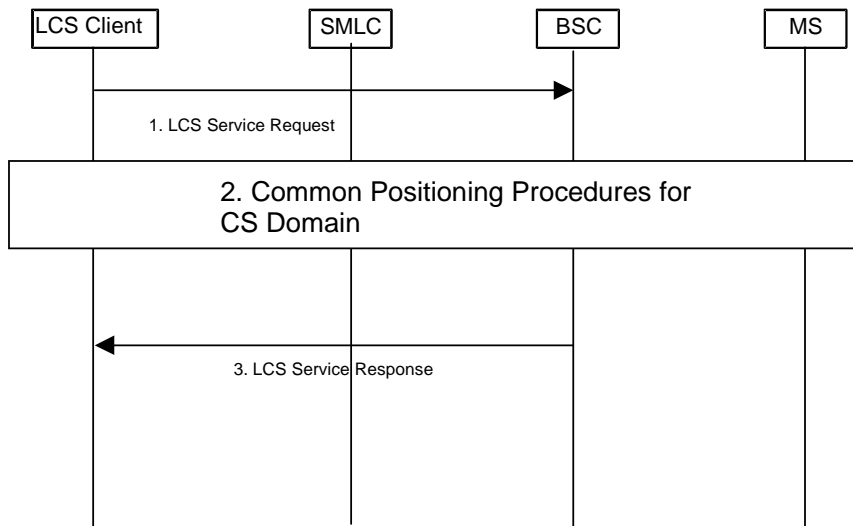 LCS Client
SMLC
BSC
MS
1. LCS Service Request
2. Common Positioning Procedures for
CS Domain
3. LCS Service Response